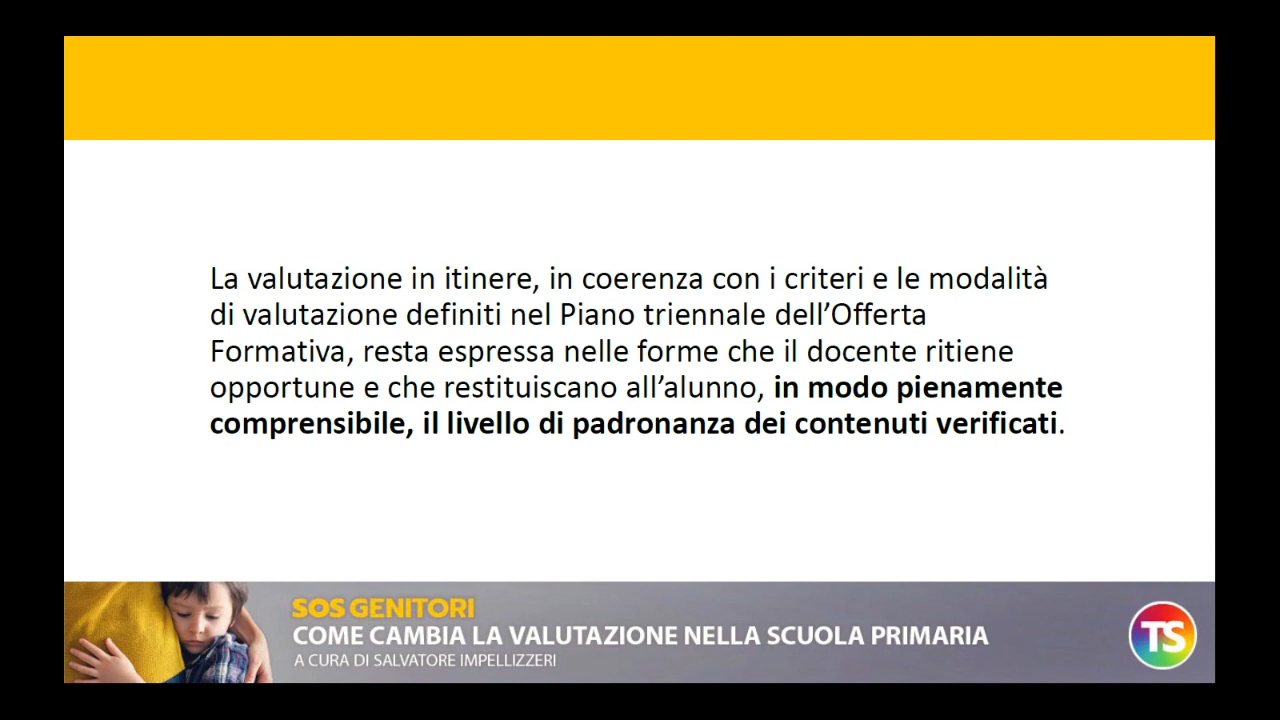 La valutazione in itinere, in coerenza con i criteri e le modalità
di valutazione definiti nel Piano triennale dell’Offerta
Formativa, resta espressa nelle forme che il docente ritiene
opportune e che restituiscano all’alunno, in modo pienamente
comprensibile, il livello di padronanza dei contenuti verificati.
SOS GENITORI
COME CAMBIA LA VALUTAZIONE NELLA SCUOLA PRIMARIA
A CURA DI SALVATORE IMPELLIZZERI
TS